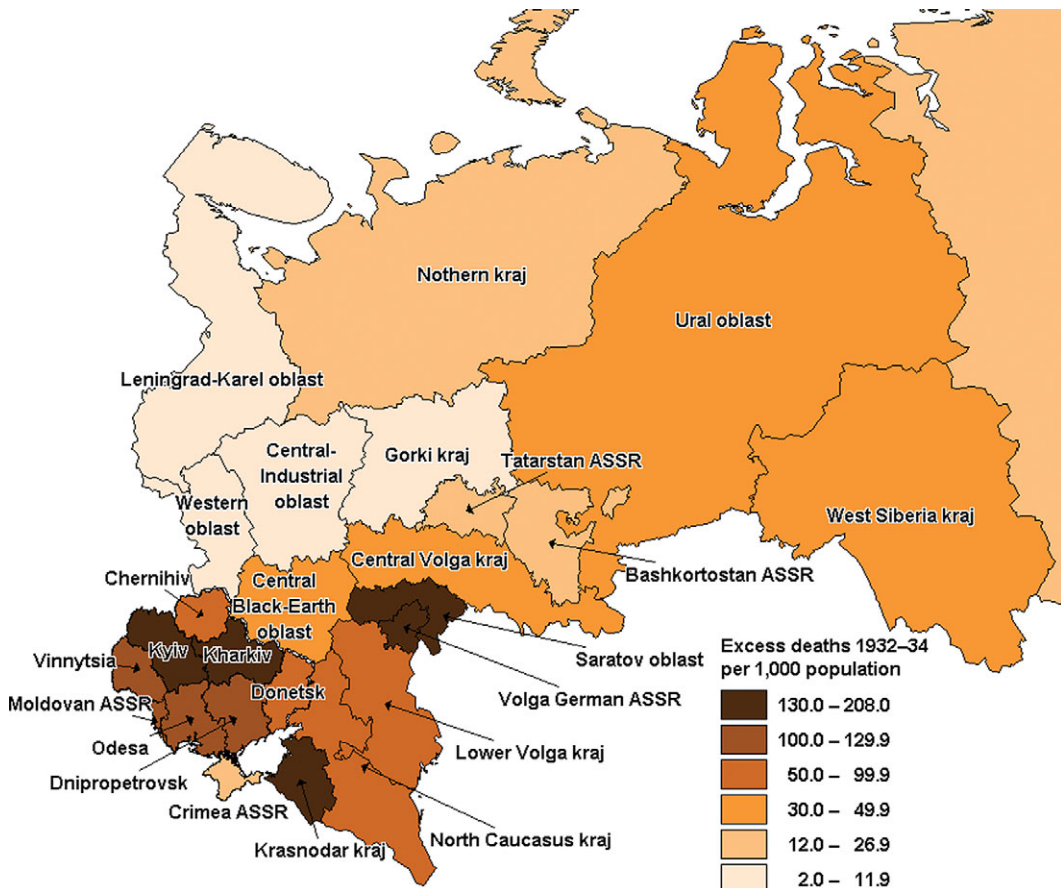 Nothern kraj
Ural oblast
Leningrad-Karel oblast
Central-
Industrial
oblast
Gorki kraj
Tatarstan ASSR
Western
oblast
West Siberia kraj
Central Volga kraj
Bashkortostan ASSR
Chernihiv
Central
Black-Earth
oblast
Kyiv
Kharkiv
Vinnytsia
Saratov oblast
Donetsk
Volga German ASSR
Moldovan ASSR
Odesa
Lower Volga kraj
Dnipropetrovsk
Crimea ASSR
North Caucasus kraj
Krasnodar kraj
Excess deaths 1932–34
per 1,000 population
130.0 – 208.0
100.0 – 129.9
50.0 – 99.9
30.0 – 49.9
12.0 – 26.9
2.0 – 11.9